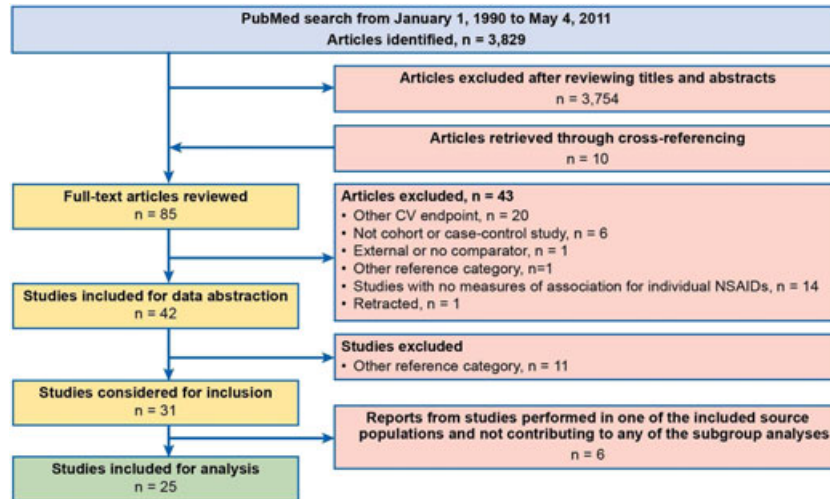 PubMed search from January 1, 1990 to May 4, 2011
Articles identified, n = 3,829
Articles excluded after reviewing titles and abstracts
n = 3,754
Articles retrieved through cross-referencing
n = 10
Full-text articles reviewed
n = 85
Articles excluded, n = 43
• Other CV endpoint, n = 20
• Not cohort or case-control study, n = 6
• External or no comparator, n = 1
• Other reference category, n=1
• Studies with no measures of association for individual NSAIDs, n = 14
• Retracted, n = 1
Studies included for data abstraction
n = 42
Studies excluded
• Other reference category, n = 11
Studies considered for inclusion
n = 31
Reports from studies performed in one of the included source
populations and not contributing to any of the subgroup analyses
n = 6
Studies included for analysis
n = 25